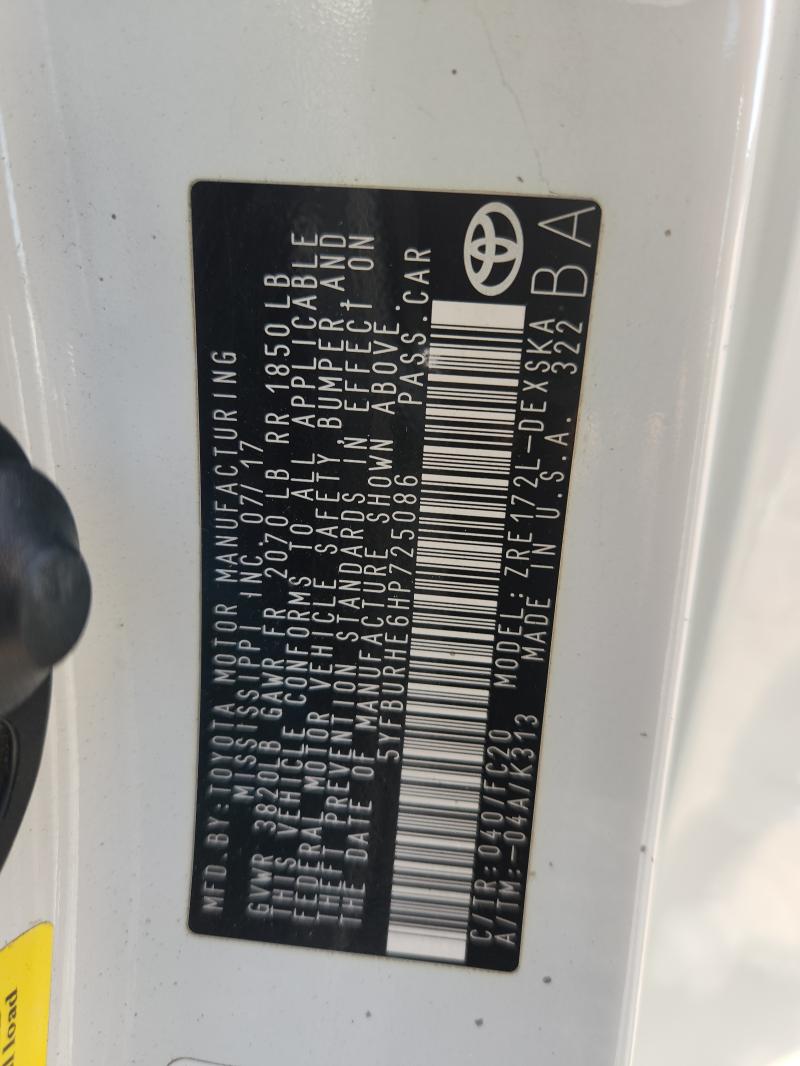 MFD.BY:TOYOTA MOTOR MANUFACTURING
MISSISSIPPI INC. 07/17
GVWR 3820LB GAWR FR 2070LB RR 1850LB
THIS VEHICLE CONFORMS TO ALL APPLICABLE
FEDERAL MOTOR VEHICLE SAFETY, BUMPER, AND
THEFT PREVENTION STANDARDS IN EFFECT ON
THE DATE OF MANUFACTURE SHOWN ABOVE.
5YFBURHE6HP725086 PASS.CAR
C/TR:040/FC20 MODEL:ZRE172L-DEXSKA
A/TM:-04A/K313 MADE IN U.S.A. 322 BA
load